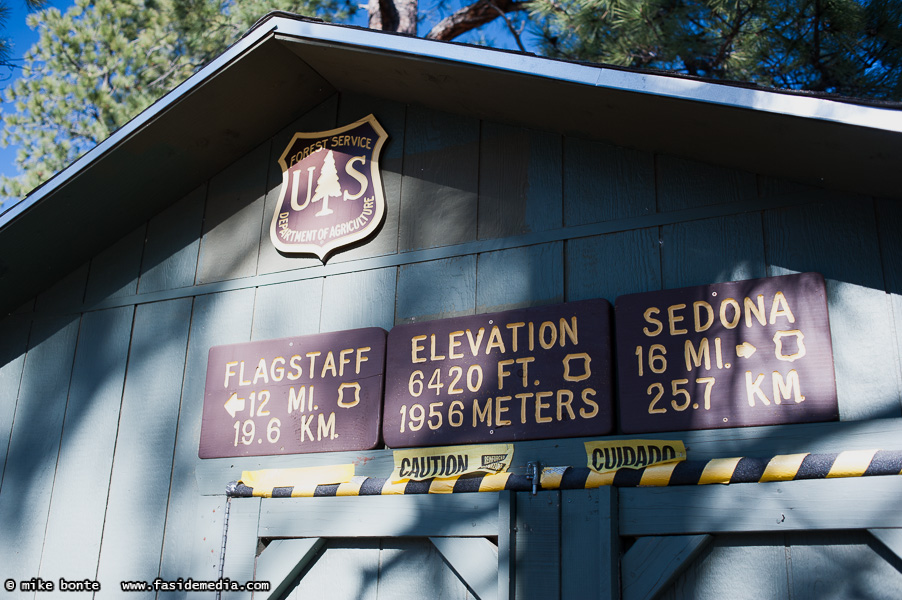 FOREST SERVICE
US
DEPARTMENT OF AGRICULTURE
FLAGSTAFF
12 MI.
19.6 KM.
ELEVATION
6420 FT.
1956 METERS
SEDONA
16 MI.
25.7 KM.
CAUTION
CUIDADO
© mike bonte www.fasidemedia.com